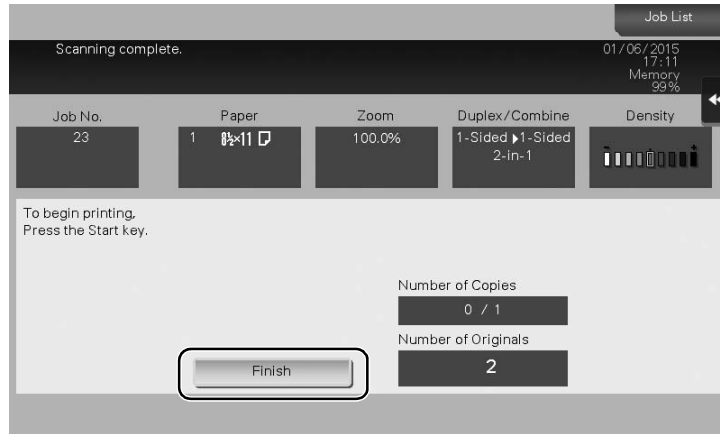 Job List
Scanning complete.
01/06/2015
17:11
Memory
99%
Job No.
23
Paper
1 8½×11
Zoom
100.0%
Duplex/Combine
1-Sided ▶1-Sided
2-in-1
Density
- +
To begin printing,
Press the Start key.
Number of Copies
0 / 1
Number of Originals
2
Finish